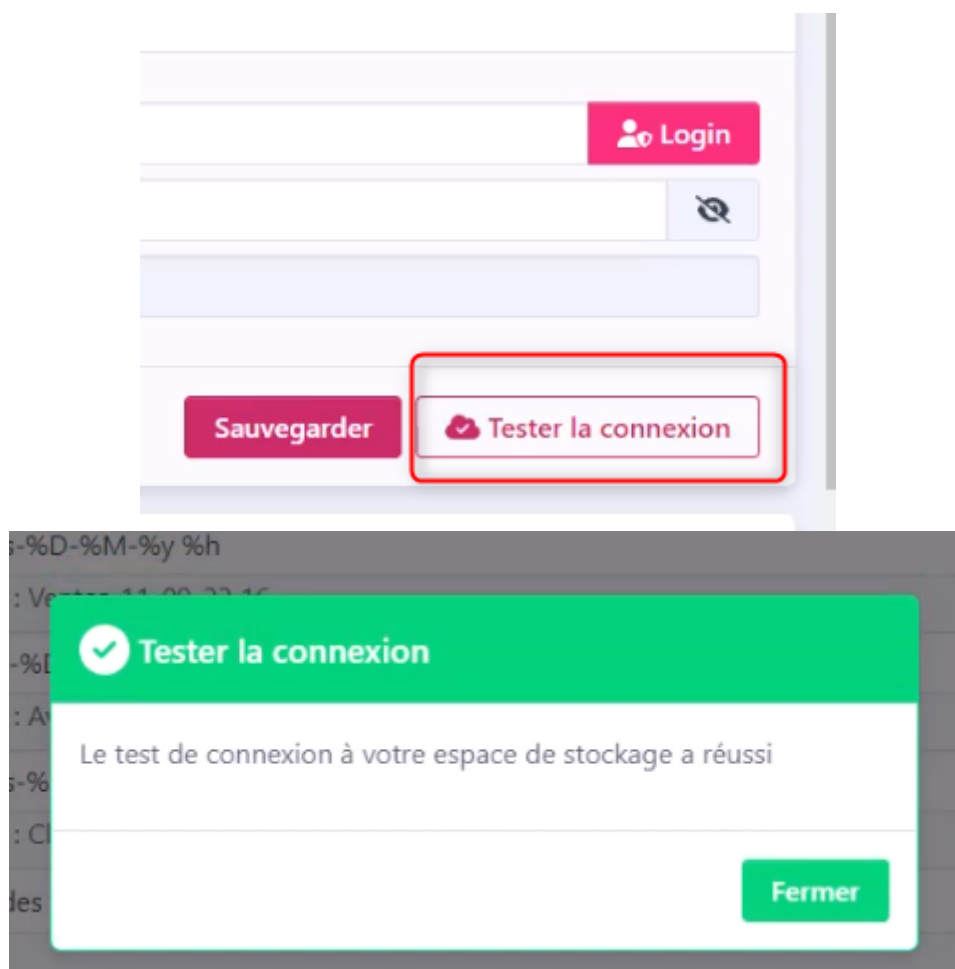 Login
Sauvegarder
Tester la connexion
s-%D-%M-%y %h
Tester la connexion
Le test de connexion à votre espace de stockage a réussi
Fermer